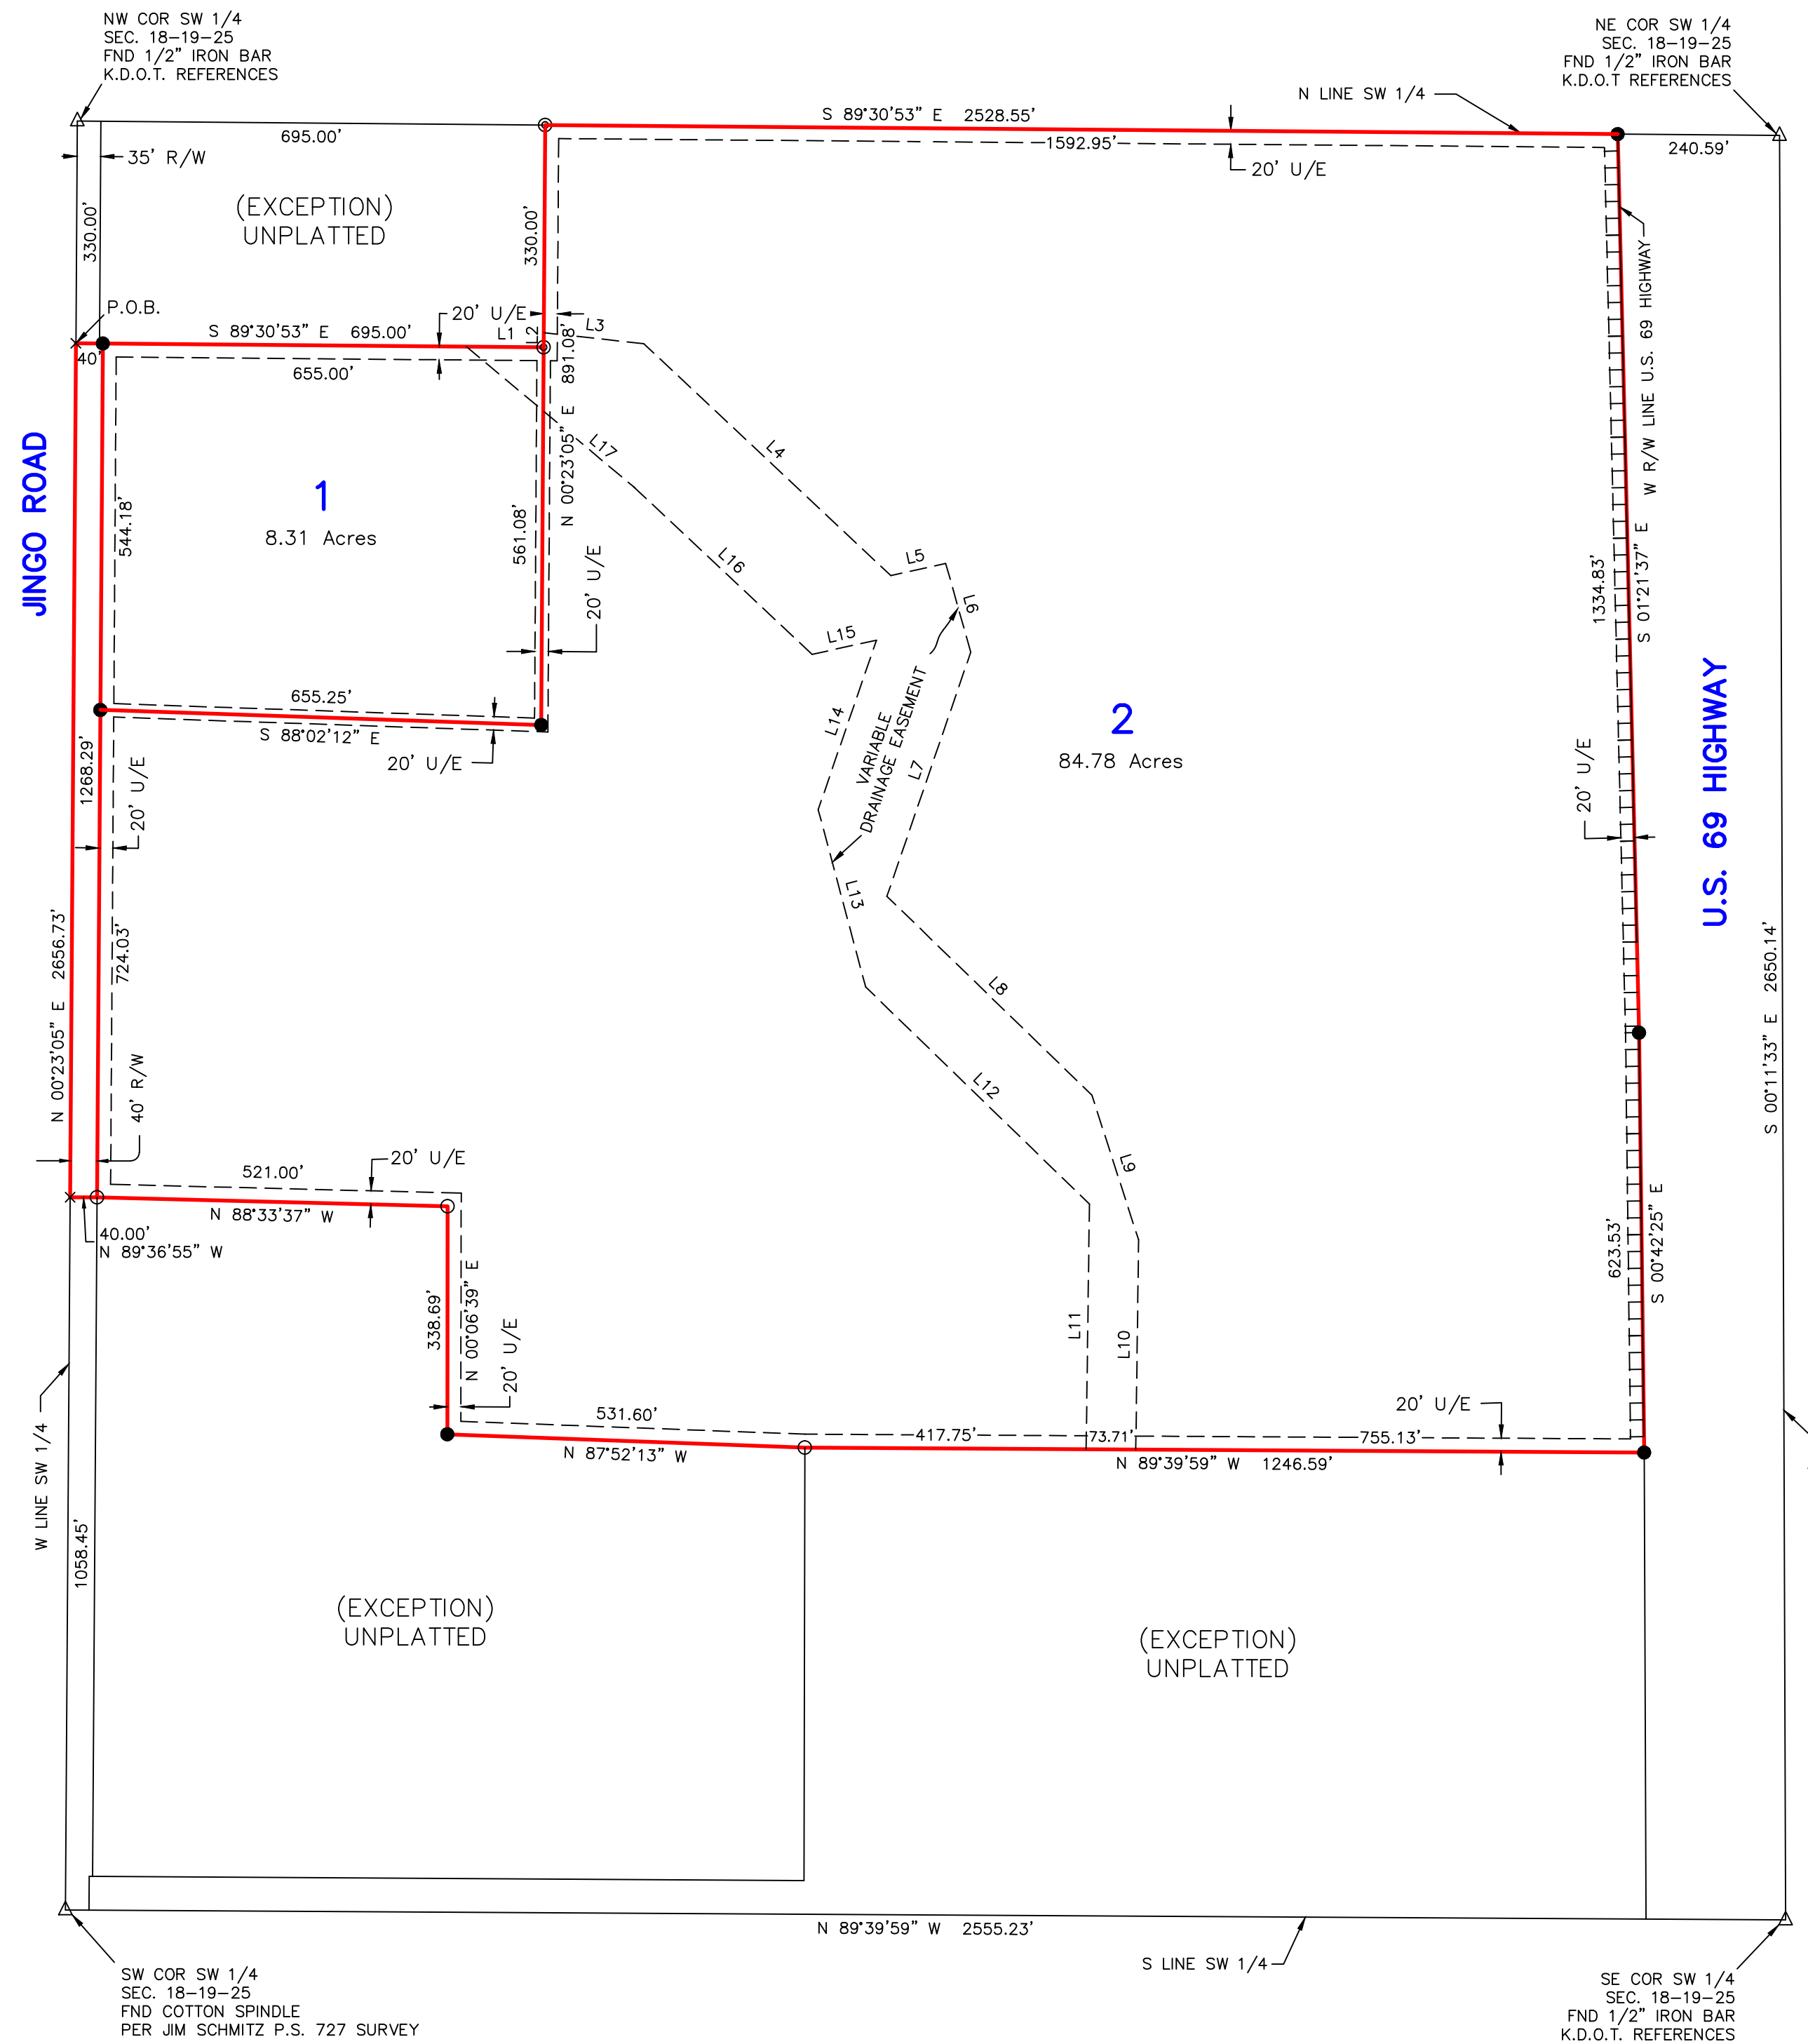 NW COR SW 1/4
SEC. 18-19-25
FND 1/2" IRON BAR
K.D.O.T. REFERENCES
NE COR SW 1/4
SEC. 18-19-25
FND 1/2" IRON BAR
K.D.O.T REFERENCES
N LINE SW 1/4
S 89°30'53" E 2528.55'
695.00'
1592.95'
240.59'
35' R/W
20' U/E
(EXCEPTION)
UNPLATTED
330.00'
330.00'
P.O.B.
S 89°30'53" E 695.00'
20' U/E
L1
L2
L3
40'
655.00'
891.08'
N 00°23'05" E
W R/W LINE U.S. 69 HIGHWAY
JINGO ROAD
1
8.31 Acres
544.18'
561.08'
20' U/E
L17
L4
L16
L5
L6
L15
1334.83'
S 01°21'37" E
655.25'
S 88°02'12" E
20' U/E
L14
VARIABLE
DRAINAGE EASEMENT
L7
2
84.78 Acres
20' U/E
U.S. 69 HIGHWAY
1268.29'
20' U/E
L13
724.03'
N 00°23'05" E 2656.73'
L8
S 00°11'33" E 2650.14'
40' R/W
L12
L9
521.00'
20' U/E
N 88°33'37" W
40.00'
N 89°36'55" W
338.69'
N 00°06'39" E
20' U/E
L11
L10
623.53'
S 00°42'25" E
W LINE SW 1/4
531.60'
N 87°52'13" W
417.75'
73.71'
755.13'
20' U/E
N 89°39'59" W 1246.59'
1058.45'
(EXCEPTION)
UNPLATTED
(EXCEPTION)
UNPLATTED
N 89°39'59" W 2555.23'
S LINE SW 1/4
SW COR SW 1/4
SEC. 18-19-25
FND COTTON SPINDLE
PER JIM SCHMITZ P.S. 727 SURVEY
SE COR SW 1/4
SEC. 18-19-25
FND 1/2" IRON BAR
K.D.O.T. REFERENCES